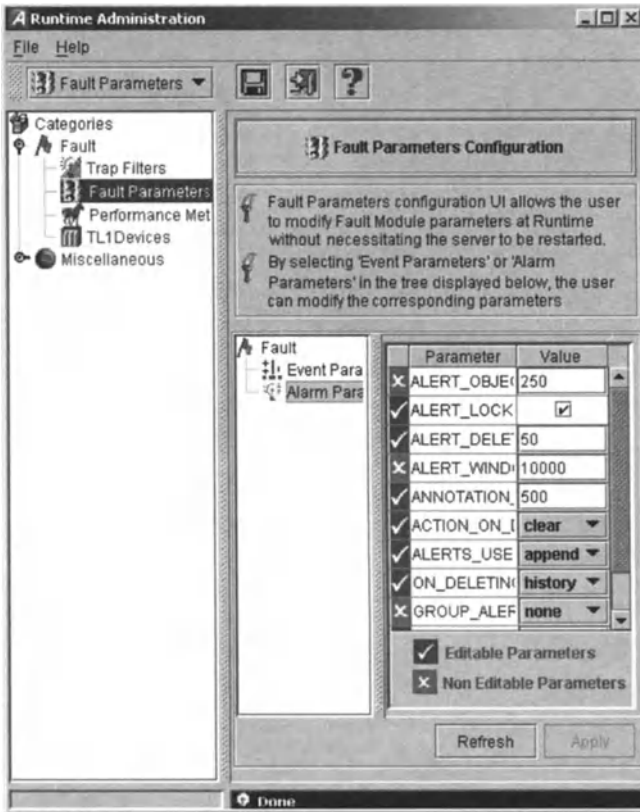 Runtime Administration
File Help
Fault Parameters
Categories
Fault
Trap Filters
Fault Parameters
Performance Met
TL1Devices
Miscellaneous
Fault Parameters Configuration
Fault Parameters configuration UI allows the user
to modify Fault Module parameters at Runtime
without necessitating the server to be restarted.
By selecting 'Event Parameters' or 'Alarm
Parameters' in the tree displayed below, the user
can modify the corresponding parameters
Fault
Event Para
Alarm Para
Parameter Value
ALERT_OBJEC 250
ALERT_LOCK
ALERT_DELE 50
ALERT_WIND 10000
ANNOTATION_ 500
ACTION_ON_ clear
ALERTS_USE append
ON_DELETIN history
GROUP_ALER none
Editable Parameters
Non Editable Parameters
Refresh Apply
Done